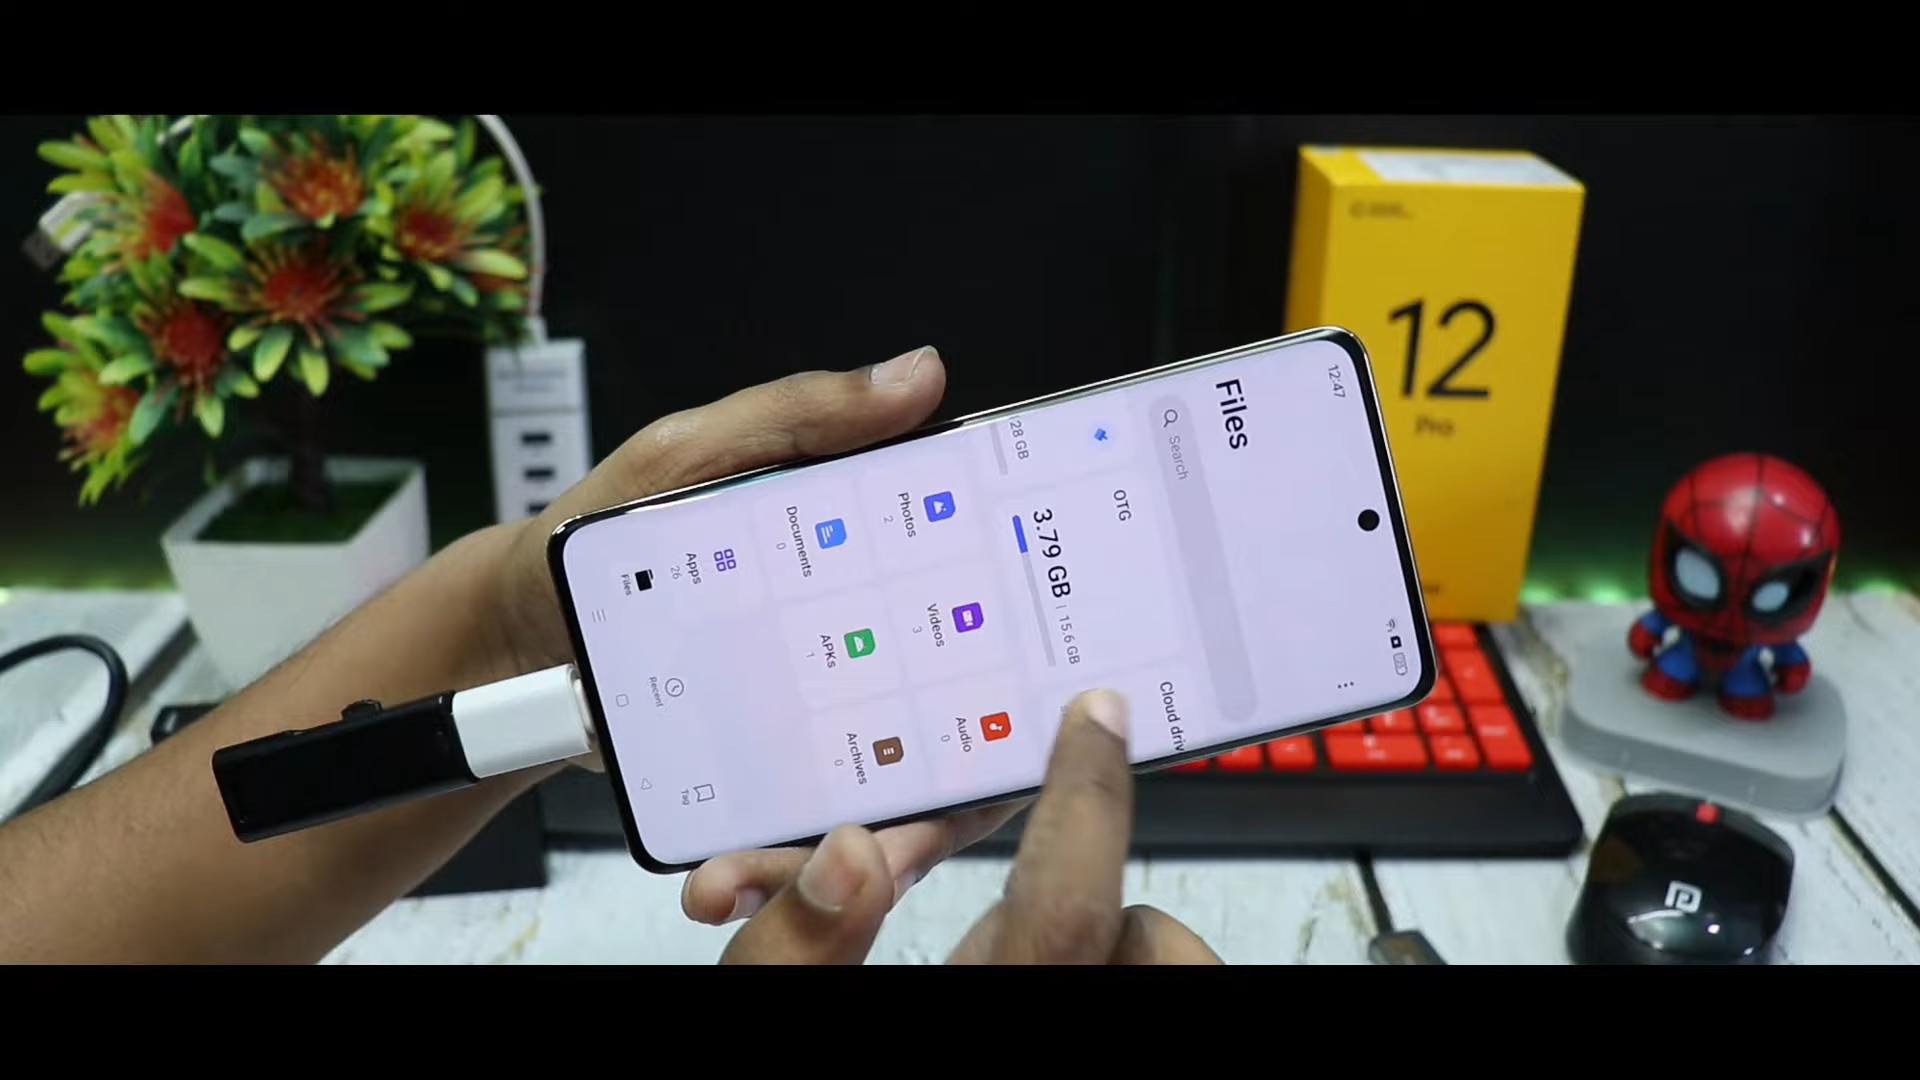 12:47
Files
Search
28 GB
OTG
3.79 GB | 15.6 GB
Cloud driv
Photos
2
Videos
3
Audio
0
Documents
0
APKs
1
Archives
0
Apps
26
Files
Recent
Tag
12
Pro